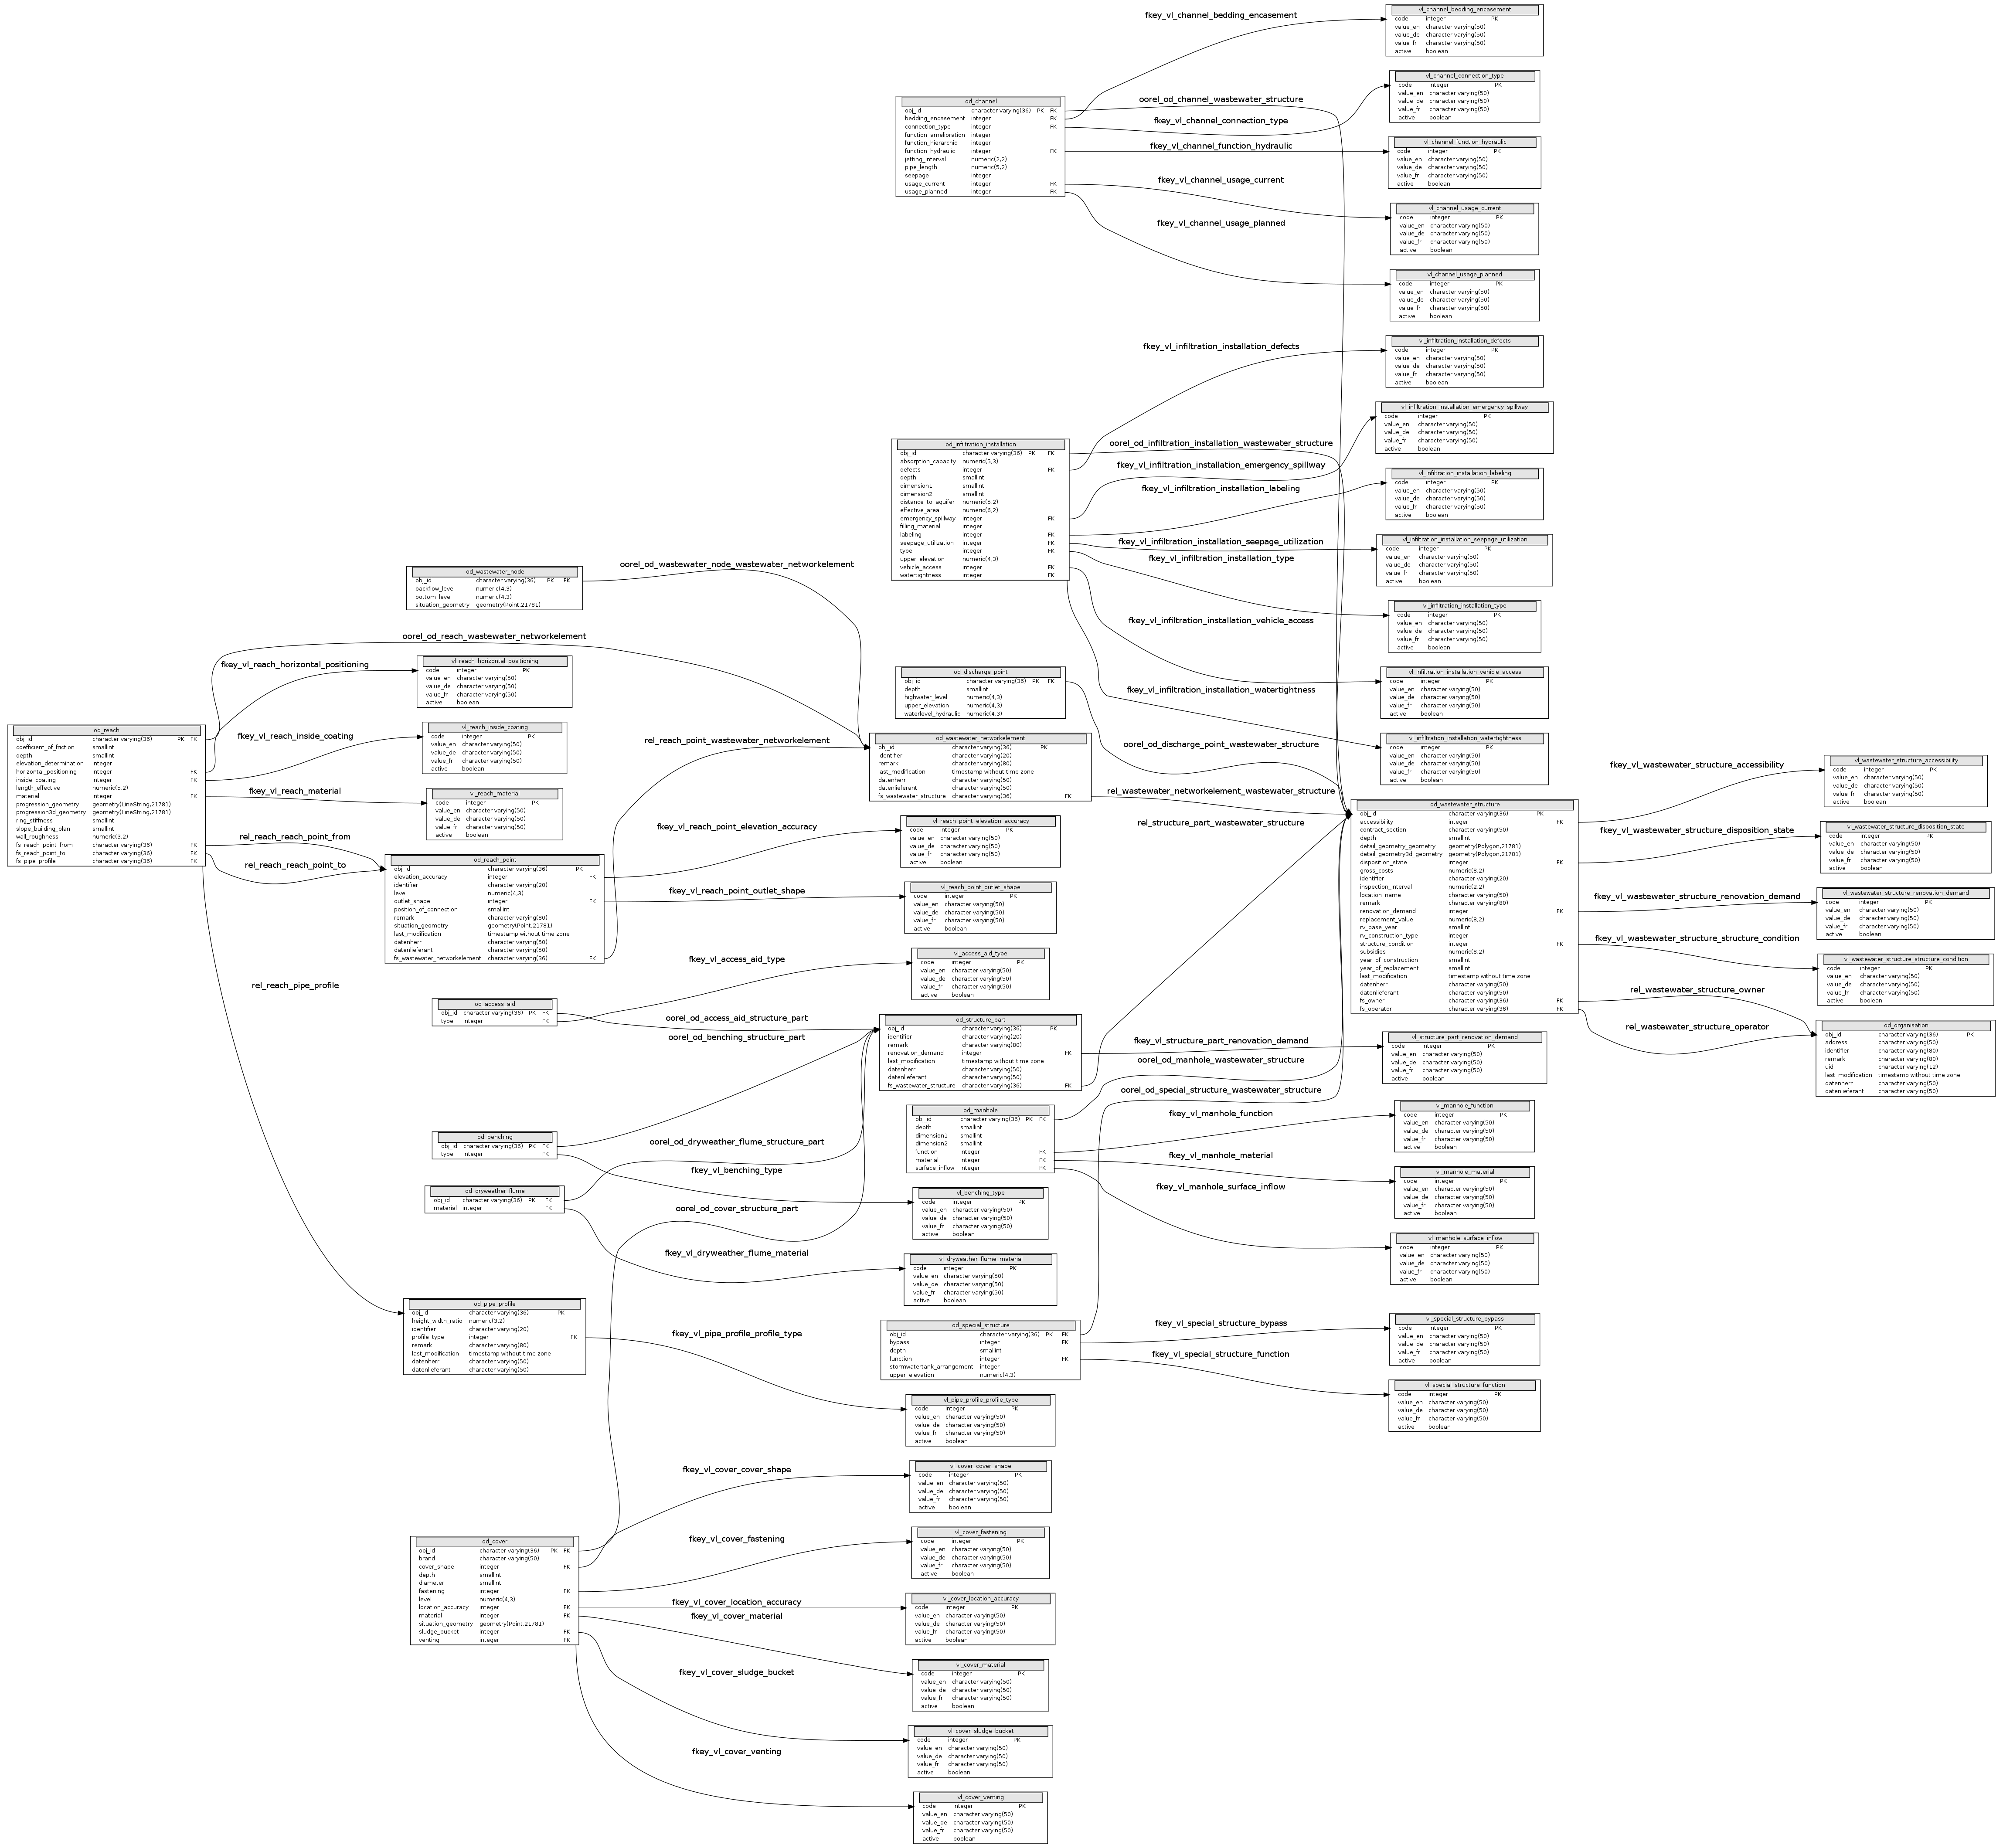 od_reach
obj_id character varying(36) PK FK
coefficient_of_friction smallint
depth smallint
elevation_determination integer
horizontal_positioning integer FK
inside_coating integer FK
length_effective numeric(5,2)
material integer FK
progression_geometry geometry(LineString,21781)
progression3d_geometry geometry(LineString,21781)
ring_stiffness smallint
slope_building_plan smallint
wall_roughness numeric(3,2)
fs_reach_point_from character varying(36) FK
fs_reach_point_to character varying(36) FK
fs_pipe_profile character varying(36) FK
oorel_od_reach_wastewater_networkelement
fkey_vl_reach_horizontal_positioning
fkey_vl_reach_inside_coating
fkey_vl_reach_material
rel_reach_reach_point_from
rel_reach_reach_point_to
rel_reach_pipe_profile
od_wastewater_node
obj_id character varying(36) PK FK
backflow_level numeric(4,3)
bottom_level numeric(4,3)
situation_geometry geometry(Point,21781)
vl_reach_horizontal_positioning
code integer PK
value_en character varying(50)
value_de character varying(50)
value_fr character varying(50)
active boolean
vl_reach_inside_coating
code integer PK
value_en character varying(50)
value_de character varying(50)
value_fr character varying(50)
active boolean
vl_reach_material
code integer PK
value_en character varying(50)
value_de character varying(50)
value_fr character varying(50)
active boolean
od_reach_point
obj_id character varying(36) PK
elevation_accuracy integer FK
identifier character varying(20)
level numeric(4,3)
outlet_shape integer FK
position_of_connection smallint
remark character varying(80)
situation_geometry geometry(Point,21781)
last_modification timestamp without time zone
datenherr character varying(50)
datenlieferant character varying(50)
fs_wastewater_networkelement character varying(36) FK
od_access_aid
obj_id character varying(36) PK FK
type integer FK
od_benching
obj_id character varying(36) PK FK
type integer FK
od_dryweather_flume
obj_id character varying(36) PK FK
material integer FK
od_pipe_profile
obj_id character varying(36) PK
height_width_ratio numeric(3,2)
identifier character varying(20)
profile_type integer FK
remark character varying(80)
last_modification timestamp without time zone
datenherr character varying(50)
datenlieferant character varying(50)
od_cover
obj_id character varying(36) PK FK
brand character varying(50)
cover_shape integer FK
depth smallint
diameter smallint
fastening integer FK
level numeric(4,3)
location_accuracy integer FK
material integer FK
situation_geometry geometry(Point,21781)
sludge_bucket integer FK
venting integer FK
oorel_od_wastewater_node_wastewater_networkelement
rel_reach_point_wastewater_networkelement
fkey_vl_reach_point_elevation_accuracy
fkey_vl_reach_point_outlet_shape
fkey_vl_access_aid_type
oorel_od_access_aid_structure_part
oorel_od_benching_structure_part
oorel_od_dryweather_flume_structure_part
fkey_vl_benching_type
oorel_od_cover_structure_part
fkey_vl_dryweather_flume_material
fkey_vl_pipe_profile_profile_type
fkey_vl_cover_cover_shape
fkey_vl_cover_fastening
fkey_vl_cover_location_accuracy
fkey_vl_cover_material
fkey_vl_cover_sludge_bucket
fkey_vl_cover_venting
od_channel
obj_id character varying(36) PK FK
bedding_encasement integer FK
connection_type integer FK
function_amelioration integer
function_hierarchic integer
function_hydraulic integer FK
jetting_interval numeric(2,2)
pipe_length numeric(5,2)
seepage integer
usage_current integer FK
usage_planned integer FK
od_infiltration_installation
obj_id character varying(36) PK FK
absorption_capacity numeric(5,3)
defects integer FK
depth smallint
dimension1 smallint
dimension2 smallint
distance_to_aquifer numeric(5,2)
effective_area numeric(6,2)
emergency_spillway integer FK
filling_material integer
labeling integer FK
seepage_utilization integer FK
type integer FK
upper_elevation numeric(4,3)
vehicle_access integer FK
watertightness integer FK
od_discharge_point
obj_id character varying(36) PK FK
depth smallint
highwater_level numeric(4,3)
upper_elevation numeric(4,3)
waterlevel_hydraulic numeric(4,3)
od_wastewater_networkelement
obj_id character varying(36) PK
identifier character varying(20)
remark character varying(80)
last_modification timestamp without time zone
datenherr character varying(50)
datenlieferant character varying(50)
fs_wastewater_structure character varying(36) FK
vl_reach_point_elevation_accuracy
code integer PK
value_en character varying(50)
value_de character varying(50)
value_fr character varying(50)
active boolean
vl_reach_point_outlet_shape
code integer PK
value_en character varying(50)
value_de character varying(50)
value_fr character varying(50)
active boolean
vl_access_aid_type
code integer PK
value_en character varying(50)
value_de character varying(50)
value_fr character varying(50)
active boolean
od_structure_part
obj_id character varying(36) PK
identifier character varying(20)
remark character varying(80)
renovation_demand integer FK
last_modification timestamp without time zone
datenherr character varying(50)
datenlieferant character varying(50)
fs_wastewater_structure character varying(36) FK
od_manhole
obj_id character varying(36) PK FK
depth smallint
dimension1 smallint
dimension2 smallint
function integer FK
material integer FK
surface_inflow integer FK
vl_benching_type
code integer PK
value_en character varying(50)
value_de character varying(50)
value_fr character varying(50)
active boolean
vl_dryweather_flume_material
code integer PK
value_en character varying(50)
value_de character varying(50)
value_fr character varying(50)
active boolean
od_special_structure
obj_id character varying(36) PK FK
bypass integer FK
depth smallint
function integer FK
stormwatertank_arrangement integer
upper_elevation numeric(4,3)
vl_pipe_profile_profile_type
code integer PK
value_en character varying(50)
value_de character varying(50)
value_fr character varying(50)
active boolean
vl_cover_cover_shape
code integer PK
value_en character varying(50)
value_de character varying(50)
value_fr character varying(50)
active boolean
vl_cover_fastening
code integer PK
value_en character varying(50)
value_de character varying(50)
value_fr character varying(50)
active boolean
vl_cover_location_accuracy
code integer PK
value_en character varying(50)
value_de character varying(50)
value_fr character varying(50)
active boolean
vl_cover_material
code integer PK
value_en character varying(50)
value_de character varying(50)
value_fr character varying(50)
active boolean
vl_cover_sludge_bucket
code integer PK
value_en character varying(50)
value_de character varying(50)
value_fr character varying(50)
active boolean
vl_cover_venting
code integer PK
value_en character varying(50)
value_de character varying(50)
value_fr character varying(50)
active boolean
fkey_vl_channel_bedding_encasement
oorel_od_channel_wastewater_structure
fkey_vl_channel_connection_type
fkey_vl_channel_function_hydraulic
fkey_vl_channel_usage_current
fkey_vl_channel_usage_planned
fkey_vl_infiltration_installation_defects
oorel_od_infiltration_installation_wastewater_structure
fkey_vl_infiltration_installation_emergency_spillway
fkey_vl_infiltration_installation_labeling
fkey_vl_infiltration_installation_seepage_utilization
fkey_vl_infiltration_installation_type
fkey_vl_infiltration_installation_vehicle_access
fkey_vl_infiltration_installation_watertightness
oorel_od_discharge_point_wastewater_structure
rel_wastewater_networkelement_wastewater_structure
rel_structure_part_wastewater_structure
fkey_vl_structure_part_renovation_demand
oorel_od_manhole_wastewater_structure
oorel_od_special_structure_wastewater_structure
fkey_vl_manhole_function
fkey_vl_manhole_material
fkey_vl_manhole_surface_inflow
fkey_vl_special_structure_bypass
fkey_vl_special_structure_function
vl_channel_bedding_encasement
code integer PK
value_en character varying(50)
value_de character varying(50)
value_fr character varying(50)
active boolean
vl_channel_connection_type
code integer PK
value_en character varying(50)
value_de character varying(50)
value_fr character varying(50)
active boolean
vl_channel_function_hydraulic
code integer PK
value_en character varying(50)
value_de character varying(50)
value_fr character varying(50)
active boolean
vl_channel_usage_current
code integer PK
value_en character varying(50)
value_de character varying(50)
value_fr character varying(50)
active boolean
vl_channel_usage_planned
code integer PK
value_en character varying(50)
value_de character varying(50)
value_fr character varying(50)
active boolean
vl_infiltration_installation_defects
code integer PK
value_en character varying(50)
value_de character varying(50)
value_fr character varying(50)
active boolean
vl_infiltration_installation_emergency_spillway
code integer PK
value_en character varying(50)
value_de character varying(50)
value_fr character varying(50)
active boolean
vl_infiltration_installation_labeling
code integer PK
value_en character varying(50)
value_de character varying(50)
value_fr character varying(50)
active boolean
vl_infiltration_installation_seepage_utilization
code integer PK
value_en character varying(50)
value_de character varying(50)
value_fr character varying(50)
active boolean
vl_infiltration_installation_type
code integer PK
value_en character varying(50)
value_de character varying(50)
value_fr character varying(50)
active boolean
vl_infiltration_installation_vehicle_access
code integer PK
value_en character varying(50)
value_de character varying(50)
value_fr character varying(50)
active boolean
vl_infiltration_installation_watertightness
code integer PK
value_en character varying(50)
value_de character varying(50)
value_fr character varying(50)
active boolean
od_wastewater_structure
obj_id character varying(36) PK
accessibility integer FK
contract_section character varying(50)
depth smallint
detail_geometry_geometry geometry(Polygon,21781)
detail_geometry3d_geometry geometry(Polygon,21781)
disposition_state integer FK
gross_costs numeric(8,2)
identifier character varying(20)
inspection_interval numeric(2,2)
location_name character varying(50)
remark character varying(80)
renovation_demand integer FK
replacement_value numeric(8,2)
rv_base_year smallint
rv_construction_type integer
structure_condition integer FK
subsidies numeric(8,2)
year_of_construction smallint
year_of_replacement smallint
last_modification timestamp without time zone
datenherr character varying(50)
datenlieferant character varying(50)
fs_owner character varying(36) FK
fs_operator character varying(36) FK
vl_structure_part_renovation_demand
code integer PK
value_en character varying(50)
value_de character varying(50)
value_fr character varying(50)
active boolean
vl_manhole_function
code integer PK
value_en character varying(50)
value_de character varying(50)
value_fr character varying(50)
active boolean
vl_manhole_material
code integer PK
value_en character varying(50)
value_de character varying(50)
value_fr character varying(50)
active boolean
vl_manhole_surface_inflow
code integer PK
value_en character varying(50)
value_de character varying(50)
value_fr character varying(50)
active boolean
vl_special_structure_bypass
code integer PK
value_en character varying(50)
value_de character varying(50)
value_fr character varying(50)
active boolean
vl_special_structure_function
code integer PK
value_en character varying(50)
value_de character varying(50)
value_fr character varying(50)
active boolean
fkey_vl_wastewater_structure_accessibility
fkey_vl_wastewater_structure_disposition_state
fkey_vl_wastewater_structure_renovation_demand
fkey_vl_wastewater_structure_structure_condition
rel_wastewater_structure_owner
rel_wastewater_structure_operator
vl_wastewater_structure_accessibility
code integer PK
value_en character varying(50)
value_de character varying(50)
value_fr character varying(50)
active boolean
vl_wastewater_structure_disposition_state
code integer PK
value_en character varying(50)
value_de character varying(50)
value_fr character varying(50)
active boolean
vl_wastewater_structure_renovation_demand
code integer PK
value_en character varying(50)
value_de character varying(50)
value_fr character varying(50)
active boolean
vl_wastewater_structure_structure_condition
code integer PK
value_en character varying(50)
value_de character varying(50)
value_fr character varying(50)
active boolean
od_organisation
obj_id character varying(36) PK
address character varying(50)
identifier character varying(80)
remark character varying(80)
uid character varying(12)
last_modification timestamp without time zone
datenherr character varying(50)
datenlieferant character varying(50)